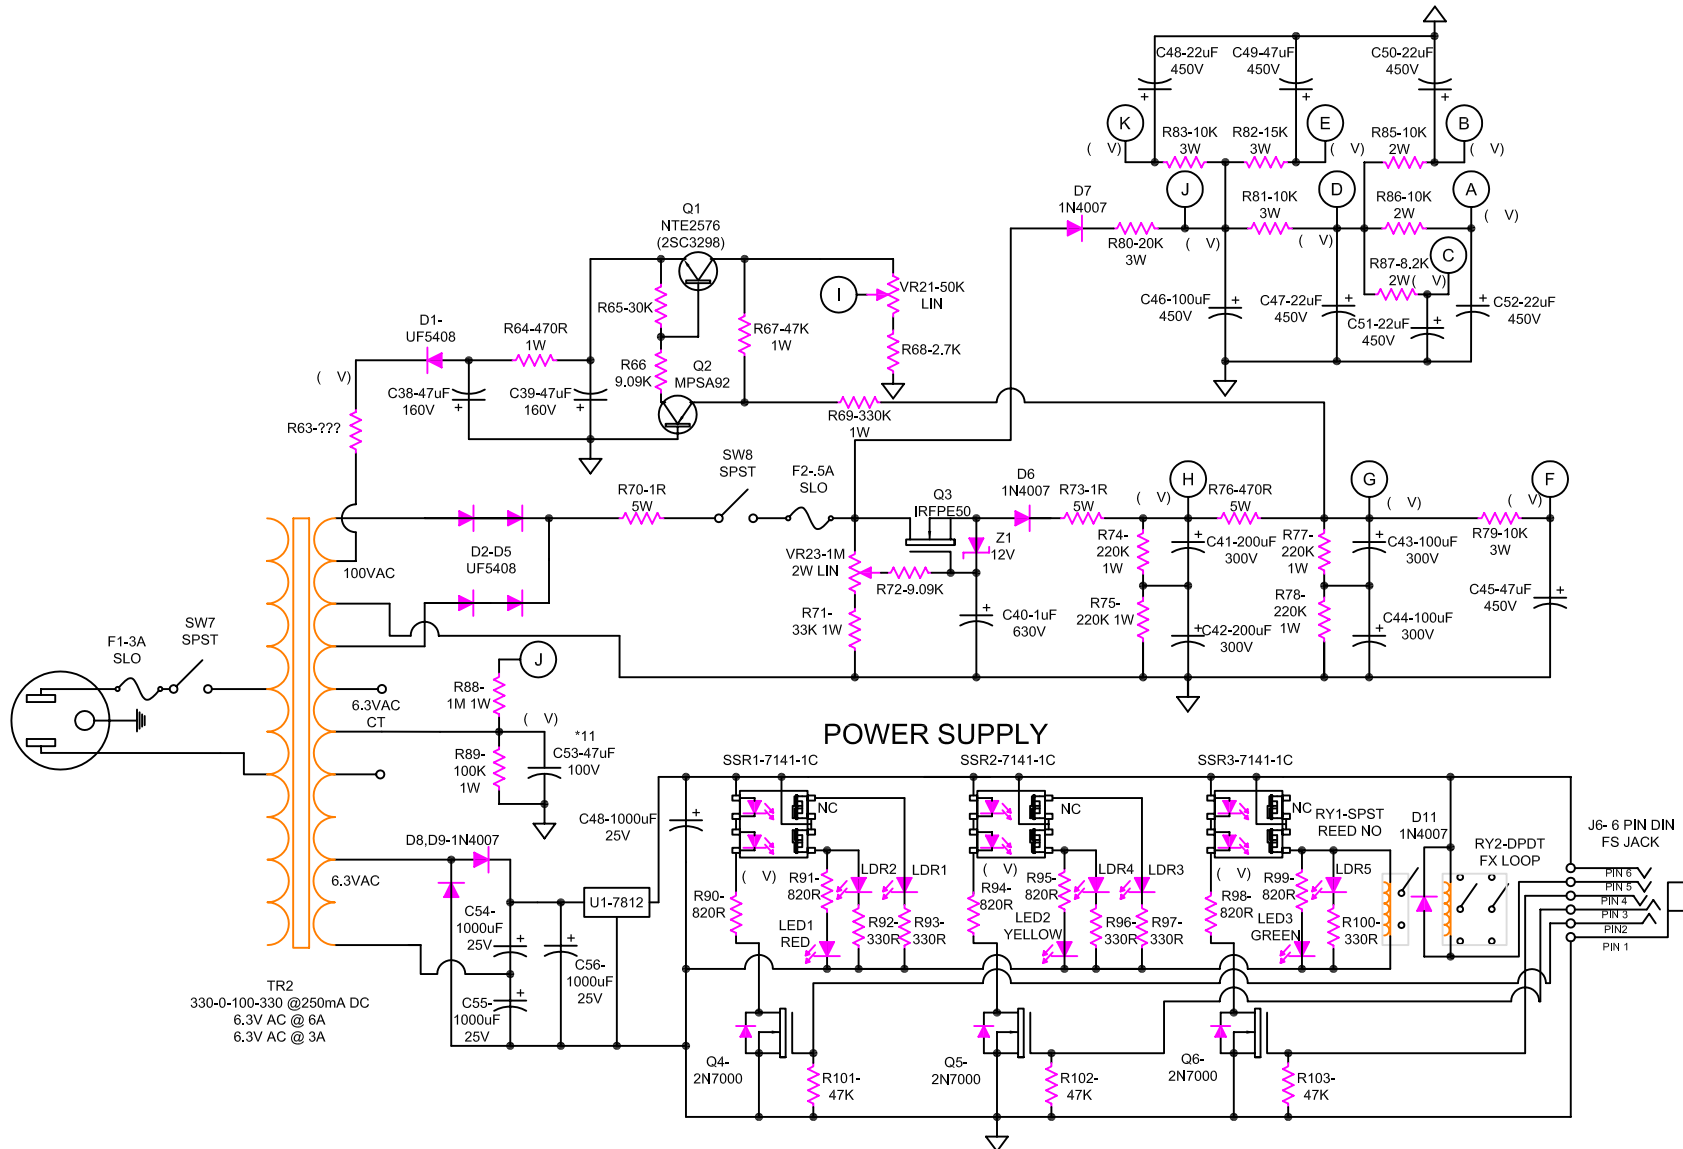 C48-22uF
450V
C49-47uF
450V
C50-22uF
450V
K
E
B
( V)
R83-10K
3W
R82-15K
3W
( V)
R85-10K
2W
( V)
D7
1N4007
J
R81-10K
3W
D
R86-10K
2W
A
( V)
R80-20K
3W
( V)
( V)
C
R87-8.2K
2W( V)
C46-100uF
450V
C47-22uF
450V
C51-22uF
450V
C52-22uF
450V
Q1
NTE2576
(2SC3298)
R65-30K
I
VR21-50K
LIN
D1-
UF5408
R64-470R
1W
R67-47K
1W
R68-2.7K
R66
9.09K
Q2
MPSA92
( V)
C38-47uF
160V
C39-47uF
160V
R63-???
R69-330K
1W
SW8
SPST
F2-.5A
SLO
R70-1R
5W
Q3
IRFPE50
D6
1N4007
R73-1R
5W
( V)
H
R76-470R
5W
G
( V)
( V)
F
D2-D5
UF5408
100VAC
VR23-1M
2W LIN
Z1
12V
R74-
220K
1W
C41-200uF
300V
R77-
220K
1W
C43-100uF
300V
R79-10K
3W
R72-9.09K
R71-
33K 1W
C40-1uF
630V
R75-
220K 1W
C42-200uF
300V
R78-
220K
1W
C44-100uF
300V
C45-47uF
450V
F1-3A
SLO
SW7
SPST
J
R88-
1M 1W
6.3VAC
CT
( V)
*11
C53-47uF
100V
R89-
100K
1W
POWER SUPPLY
SSR1-7141-1C
SSR2-7141-1C
SSR3-7141-1C
NC
NC
NC
C48-1000uF
25V
RY1-SPST
REED NO
D11
1N4007
RY2-DPDT
FX LOOP
J6- 6 PIN DIN
FS JACK
D8,D9-1N4007
6.3VAC
( V)
R91-
820R
LDR2
LDR1
( V)
R95-
820R
LDR4
LDR3
( V)
R99-
820R
LDR5
PIN 6
PIN 5
PIN 4
PIN 3
PIN2
PIN 1
U1-7812
R90-
820R
LED1
RED
R92-
330R
R93-
330R
R94-
820R
LED2
YELLOW
R96-
330R
R97-
330R
R98-
820R
LED3
GREEN
R100-
330R
C54-
1000uF
25V
C56-
1000uF
25V
C55-
1000uF
25V
TR2
330-0-100-330 @250mA DC
6.3V AC @ 6A
6.3V AC @ 3A
Q4-
2N7000
R101-
47K
Q5-
2N7000
R102-
47K
Q6-
2N7000
R103-
47K